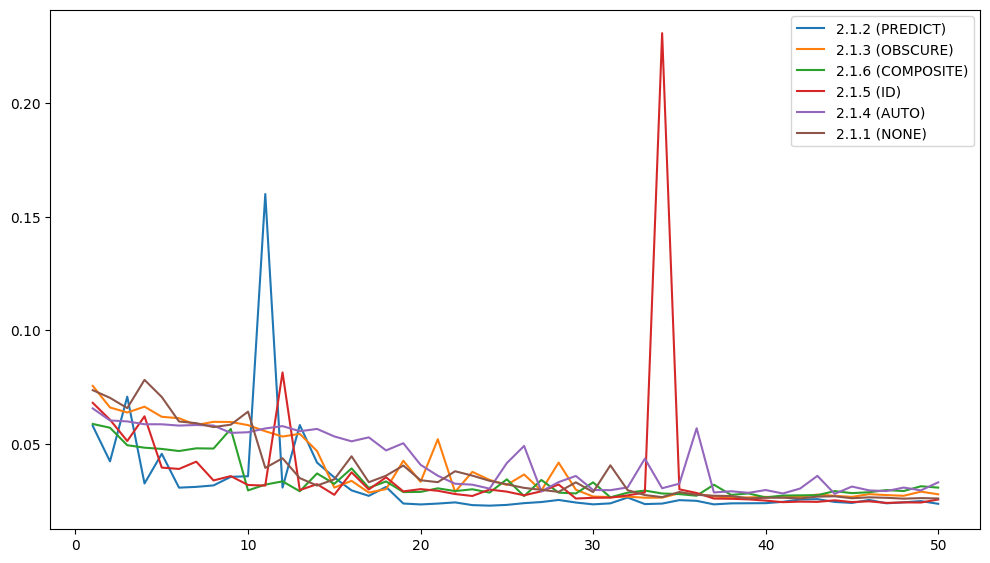 2.1.2 (PREDICT)
2.1.3 (OBSCURE)
2.1.6 (COMPOSITE)
2.1.5 (ID)
2.1.4 (AUTO)
2.1.1 (NONE)
0.20
0.15
0.10
0.05
0 10 20 30 40 50